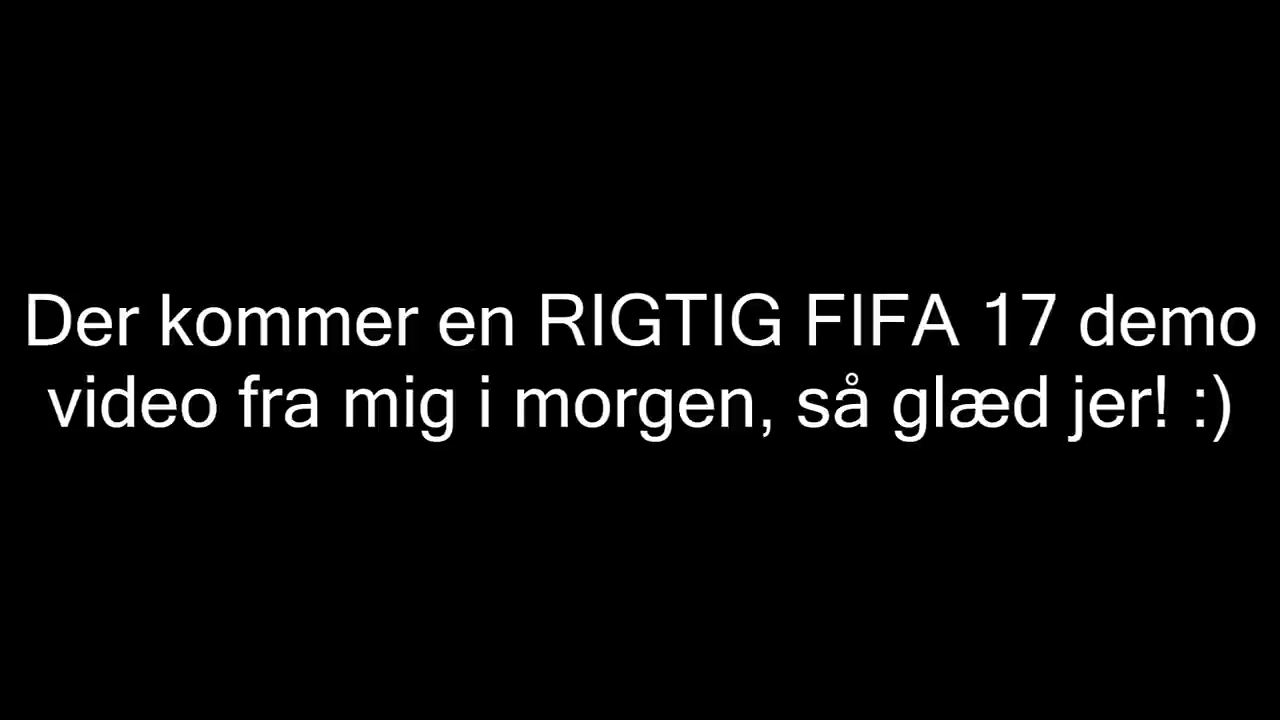 Der kommer en RIGTIG FIFA 17 demo
video fra mig i morgen, så glæd jer! :)